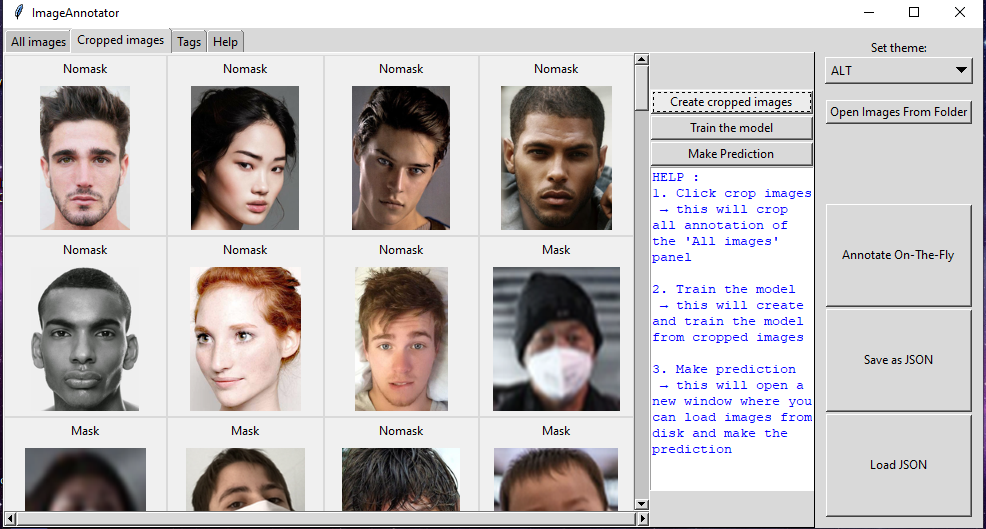 ImageAnnotator
All images Cropped images Tags Help
Set theme:
ALT
Open Images From Folder
Annotate On-The-Fly
Save as JSON
Load JSON
Nomask Nomask Nomask Nomask
Nomask Nomask Nomask Mask
Mask Mask Nomask Mask
Create cropped images
Train the model
Make Prediction
HELP :
1. Click crop images
→ this will crop
all annotation of
the 'All images'
panel
2. Train the model
→ this will create
and train the model
from cropped images
3. Make prediction
→ this will open a
new window where you
can load images from
disk and make the
prediction